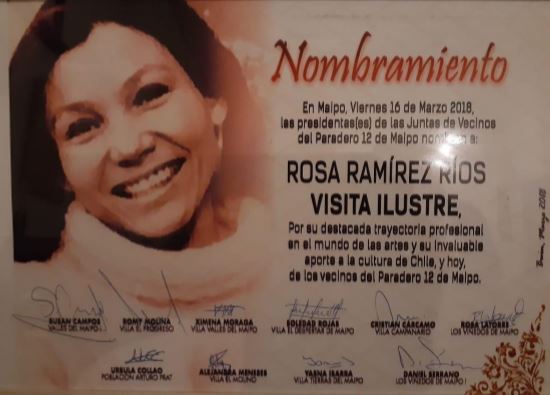 Nombramiento
En Maipo, Viernes 16 de Marzo 2018,
las presidentas(es) de las Juntas de Vecinos
del Paradero 12 de Maipo nombran a:
ROSA RAMÍREZ RÍOS
VISITA ILUSTRE,
Por su destacada trayectoria profesional
en el mundo de las artes y su invaluable
aporte a la cultura de Chile, y hoy,
de los vecinos del Paradero 12 de Maipo.
SUSAN CAMPOS
VALLES DEL MAIPO I
ROMY MOLINA
VILLA EL PROGRESO
XIMENA MORAGA
VILLA VALLES DEL MAIPO
SOLEDAD ROJAS
VILLA EL DESPERTAR DE MAIPO
CRISTIAN CÁRCAMO
VILLA CAMPANARIO
ROSA LATORRE
LOS VIÑEDOS DE MAIPO
URSULA COLLAO
POBLACIÓN ARTURO PRAT
ALEJANDRA MENESES
VILLA EL MOLINO
YASNA IBARRA
VILLA TIERRAS DEL MAIPO
DANIEL SERRANO
LOS VIÑEDOS DE MAIPO I
Marzo 2018